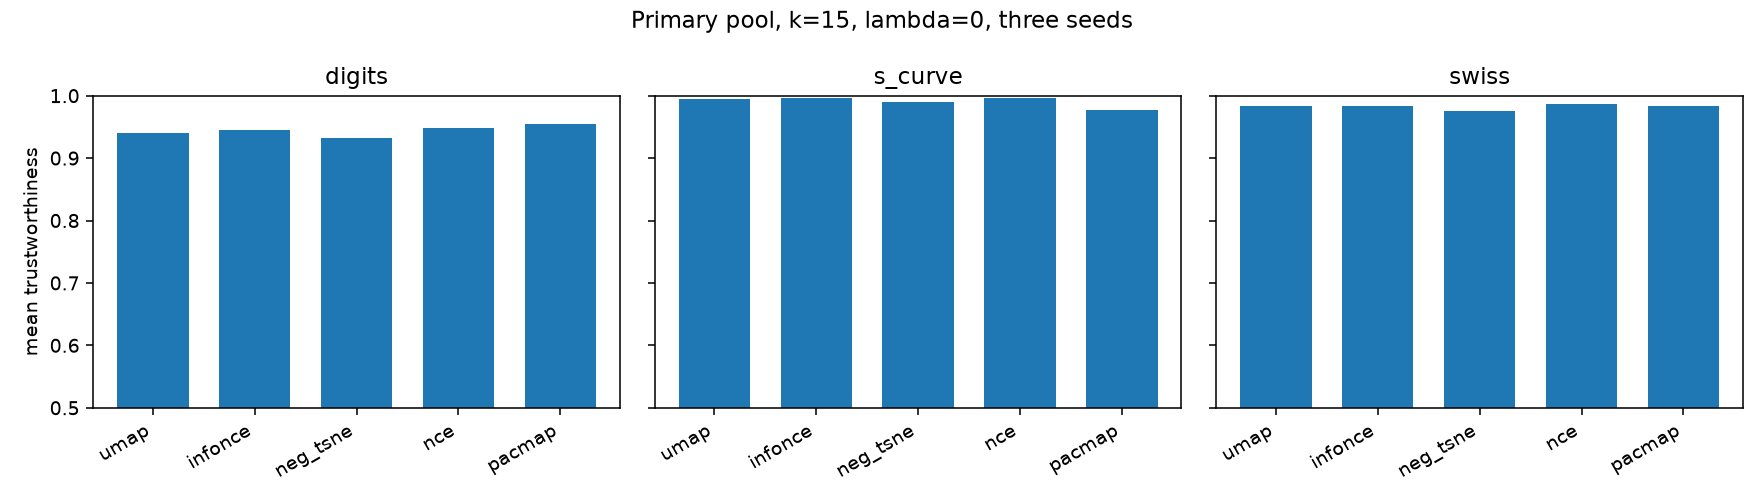 Primary pool, k=15, lambda=0, three seeds
digits
s_curve
swiss
mean trustworthiness
1.0
0.9
0.8
0.7
0.6
0.5
umap
infonce
neg_tsne
nce
pacmap
umap
infonce
neg_tsne
nce
pacmap
umap
infonce
neg_tsne
nce
pacmap